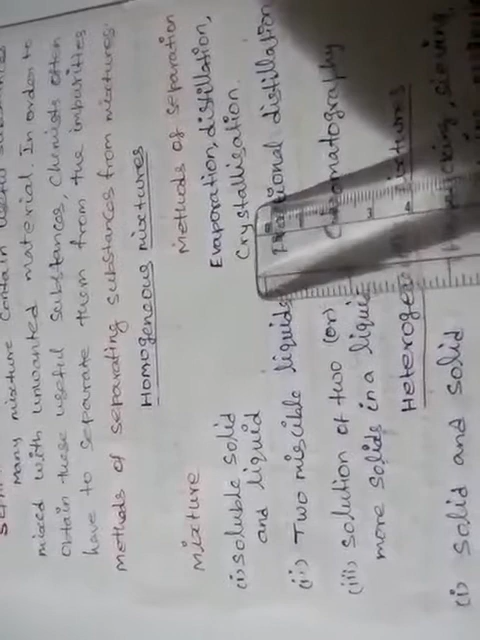 Many mixture contain useful substances
mixed with unwanted material. In order to
obtain these useful substances, chemists often
have to separate them from the impurities
Methods of separating substances from mixtures.
Homogeneous mixtures
Mixture Methods of separation
(i) soluble solid Evaporation, distillation,
and liquid Crystallisation.
(ii) Two miscible liquids Fractional distillation
(iii) solution of two (or) Chromatography
more solids in a liquid
Heterogeneous mixtures
(i) solid and solid picking, sieving,